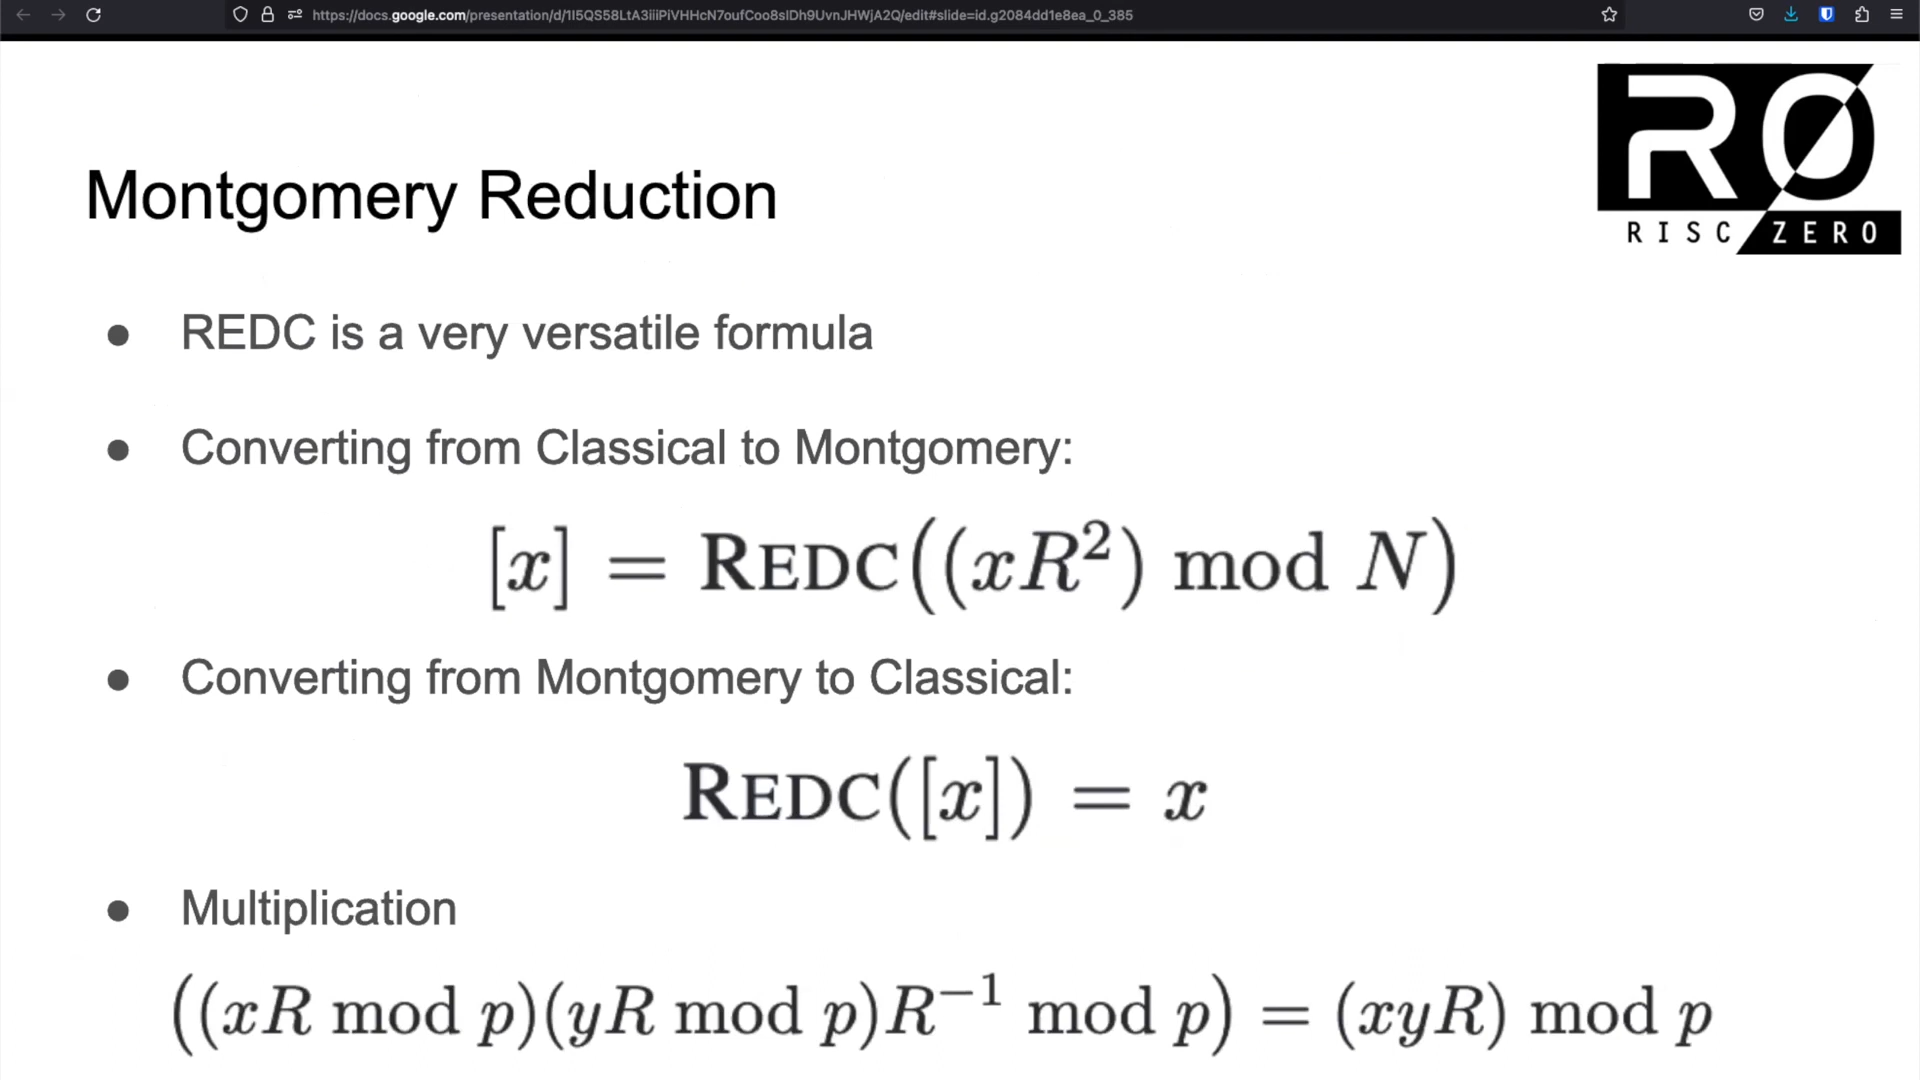 https://docs.google.com/presentation/d/1I5QS58LtA3iiiPiVHHcN7oufCoo8sIDh9UvnJHWjA2Q/edit#slide=id.g2084dd1e8ea_0_385
RO
RISC ZERO
Montgomery Reduction
● REDC is a very versatile formula
● Converting from Classical to Montgomery:
[x] = REDC((xR²) mod N)
● Converting from Montgomery to Classical:
REDC([x]) = x
● Multiplication
((xR mod p)(yR mod p)R⁻¹ mod p) = (xyR) mod p